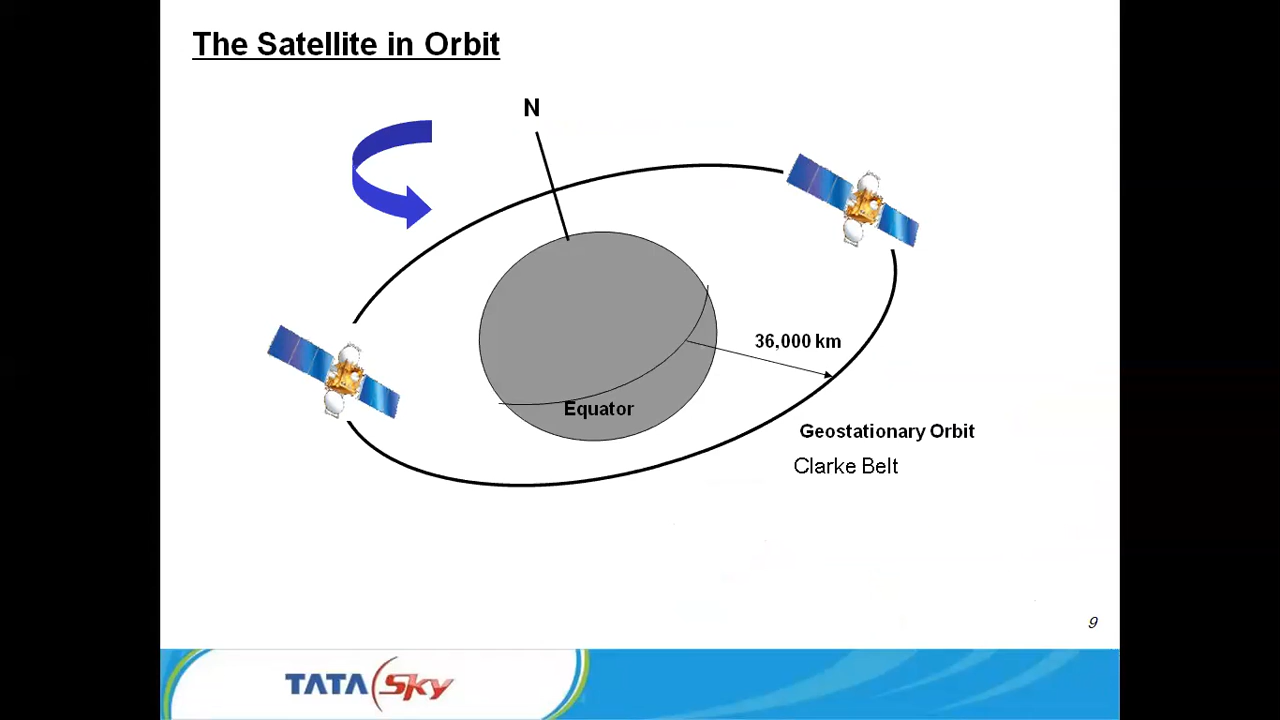 The Satellite in Orbit
N
36,000 km
Equator
Geostationary Orbit
Clarke Belt
9
TATA Sky